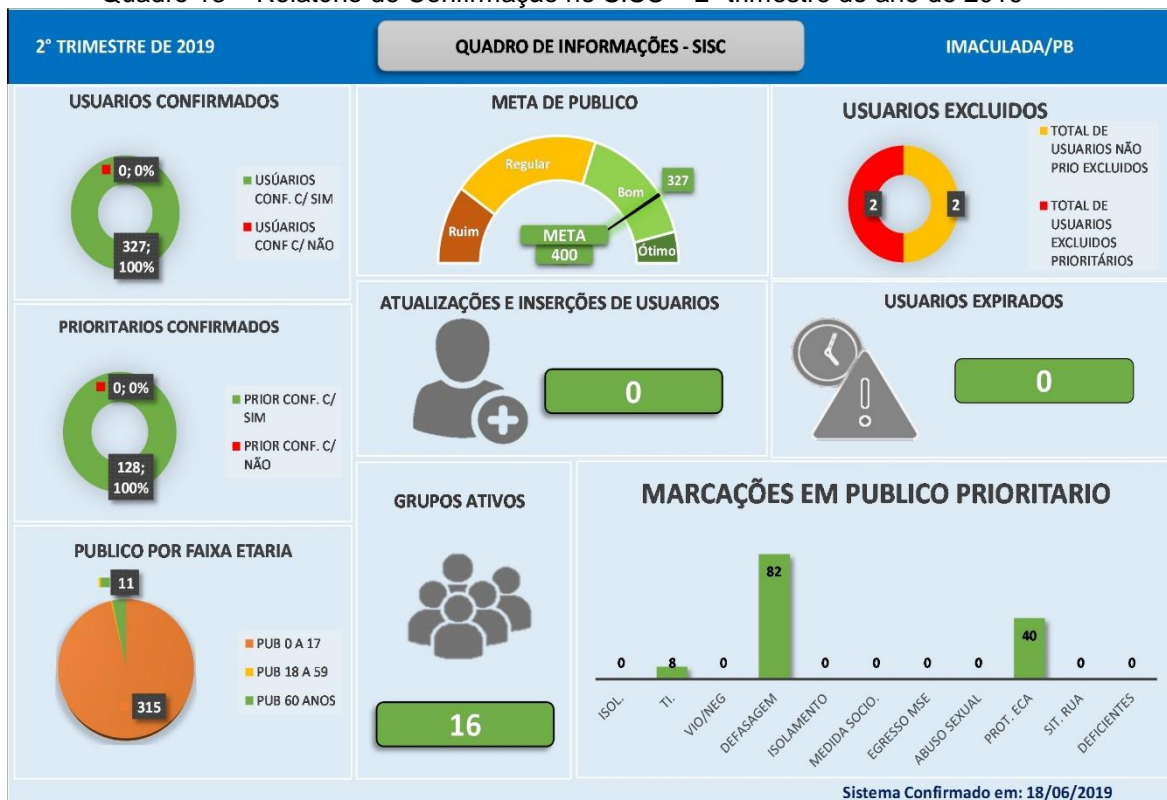 2° TRIMESTRE DE 2019
QUADRO DE INFORMAÇÕES - SISC
IMACULADA/PB
USUARIOS CONFIRMADOS
0; 0%
327;
100%
USÚARIOS
CONF. C/ SIM
USÚARIOS
CONF C/ NÃO
META DE PUBLICO
Ruim
Regular
Bom
Ótimo
327
META
400
USUARIOS EXCLUIDOS
2
2
TOTAL DE
USUARIOS NÃO
PRIO EXCLUIDOS
TOTAL DE
USUARIOS
EXCLUIDOS
PRIORITÁRIOS
PRIORITARIOS CONFIRMADOS
0; 0%
128;
100%
PRIOR CONF. C/
SIM
PRIOR CONF. C/
NÃO
ATUALIZAÇÕES E INSERÇÕES DE USUARIOS
0
USUARIOS EXPIRADOS
0
PUBLICO POR FAIXA ETARIA
11
315
PUB 0 A 17
PUB 18 A 59
PUB 60 ANOS
GRUPOS ATIVOS
16
MARCAÇÕES EM PUBLICO PRIORITARIO
0
8
0
82
0
0
0
0
40
0
0
ISOL.
TI.
VIO/NEG
DEFASAGEM
ISOLAMENTO
MEDIDA SOCIO.
EGRESSO MSE
ABUSO SEXUAL
PROT. ECA
SIT. RUA
DEFICIENTES
Sistema Confirmado em: 18/06/2019